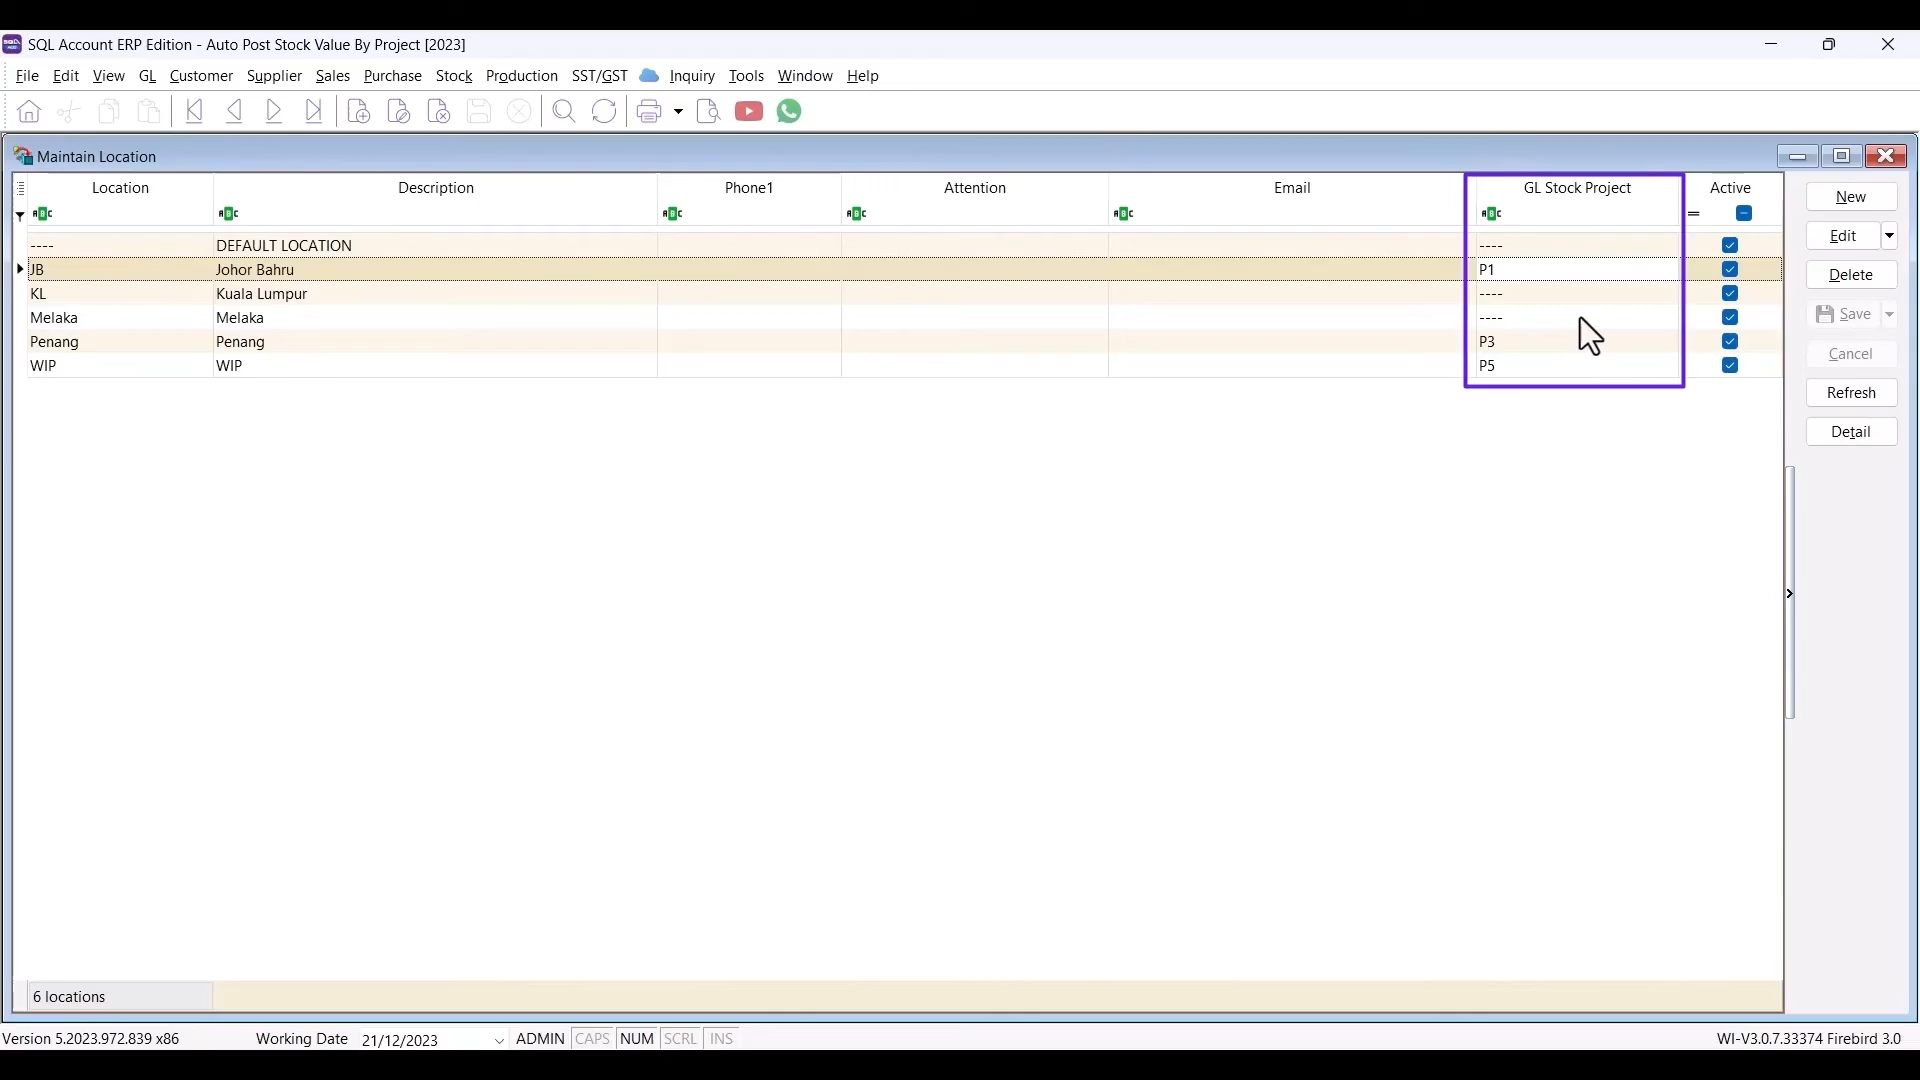 SQL Account ERP Edition - Auto Post Stock Value By Project [2023]
File Edit View GL Customer Supplier Sales Purchase Stock Production SST/GST Inquiry Tools Window Help
Maintain Location
Location Description Phone1 Attention Email GL Stock Project Active
---- DEFAULT LOCATION ----
JB Johor Bahru P1
KL Kuala Lumpur ----
Melaka Melaka ----
Penang Penang P3
WIP WIP P5
New
Edit
Delete
Save
Cancel
Refresh
Detail
6 locations
Version 5.2023.972.839 x86 Working Date 21/12/2023 ADMIN CAPS NUM SCRL INS WI-V3.0.7.33374 Firebird 3.0